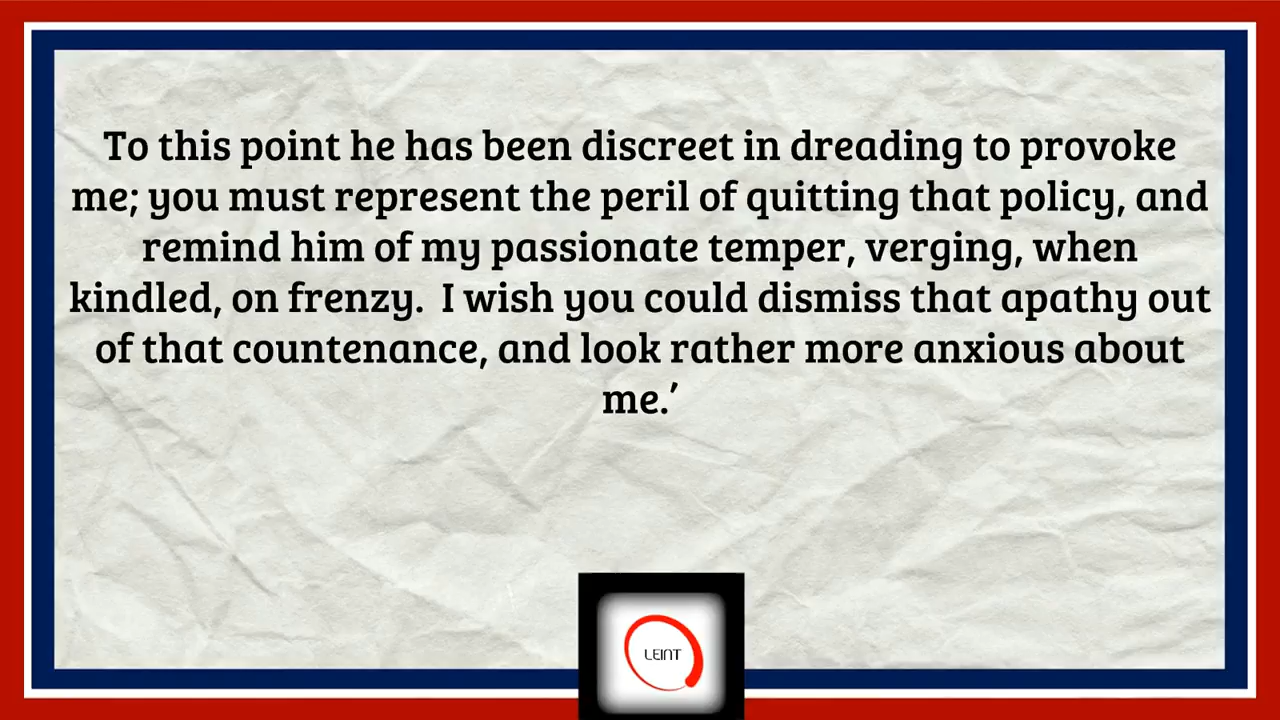 To this point he has been discreet in dreading to provoke
me; you must represent the peril of quitting that policy, and
remind him of my passionate temper, verging, when
kindled, on frenzy.  I wish you could dismiss that apathy out
of that countenance, and look rather more anxious about
me.’
LEINT